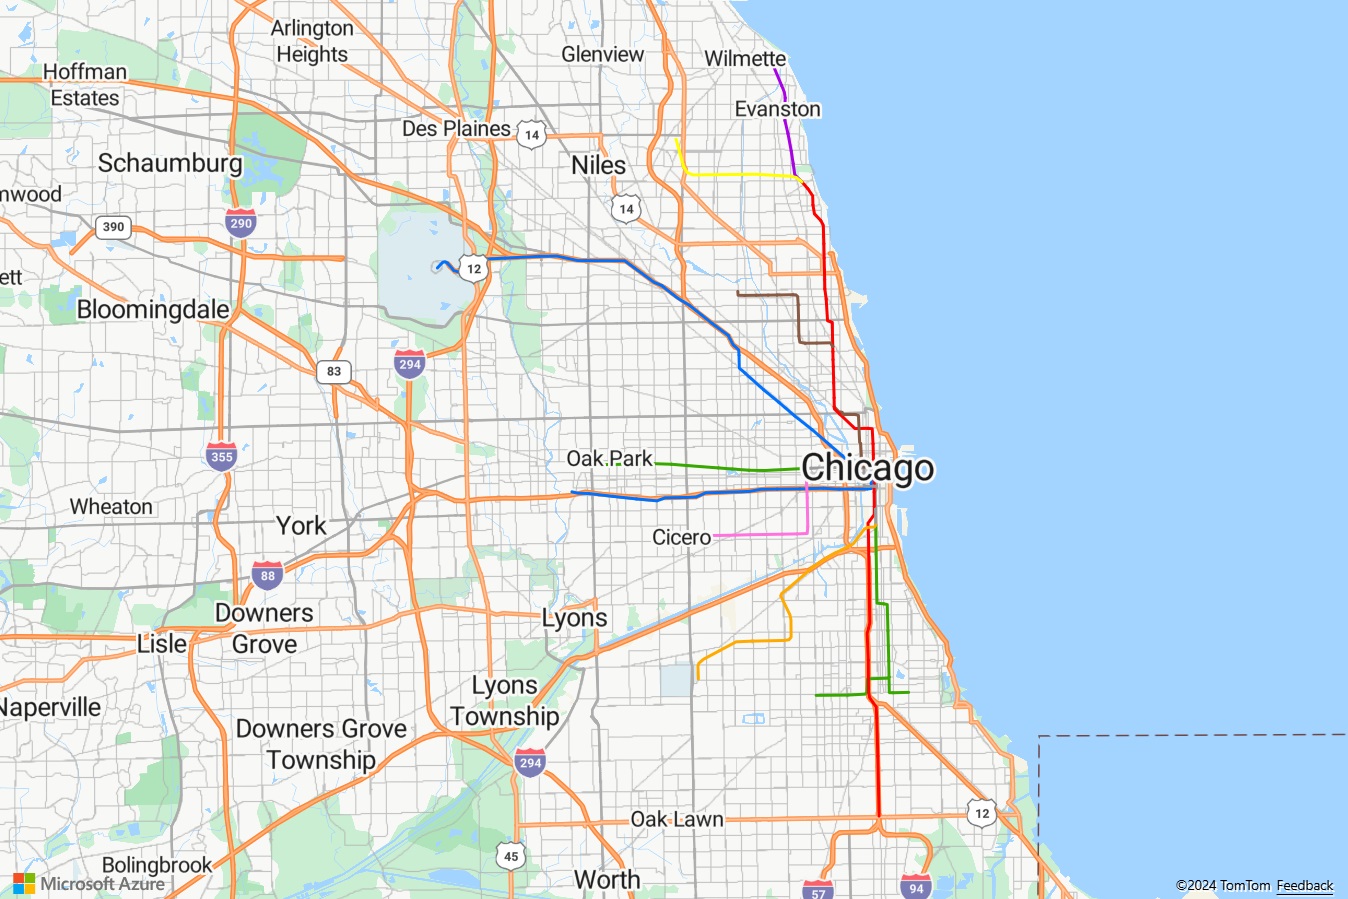 Arlington
Heights
Glenview
Wilmette
Hoffman
Estates
Evanston
Des Plaines
14
Schaumburg
Niles
mwood
14
290
390
12
ett
Bloomingdale
294
83
355
Oak Park
Chicago
Wheaton
York
Cicero
88
Downers
Grove
Lyons
Lisle
Lyons
Township
Naperville
Downers Grove
Township
294
Oak Lawn
12
45
Bolingbrook
Worth
57
94
Microsoft Azure
©2024 TomTom Feedback